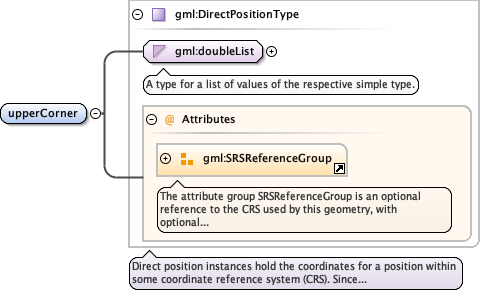 gml:DirectPositionType
gml:doubleList
A type for a list of values of the respective simple type.
upperCorner
@ Attributes
gml:SRSReferenceGroup
The attribute group SRSReferenceGroup is an optional
reference to the CRS used by this geometry, with
optional...
Direct position instances hold the coordinates for a position within
some coordinate reference system (CRS). Since...